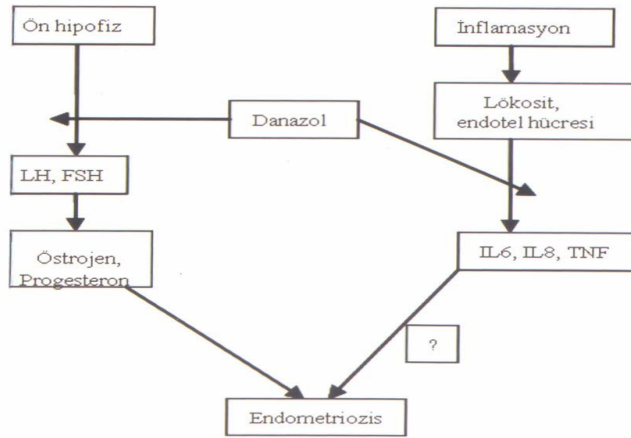 Ön hipofiz
İnflamasyon
Lökosit,
endotel hücresi
Danazol
LH, FSH
Östrojen,
Progesteron
IL6, IL8, TNF
?
Endometriozis